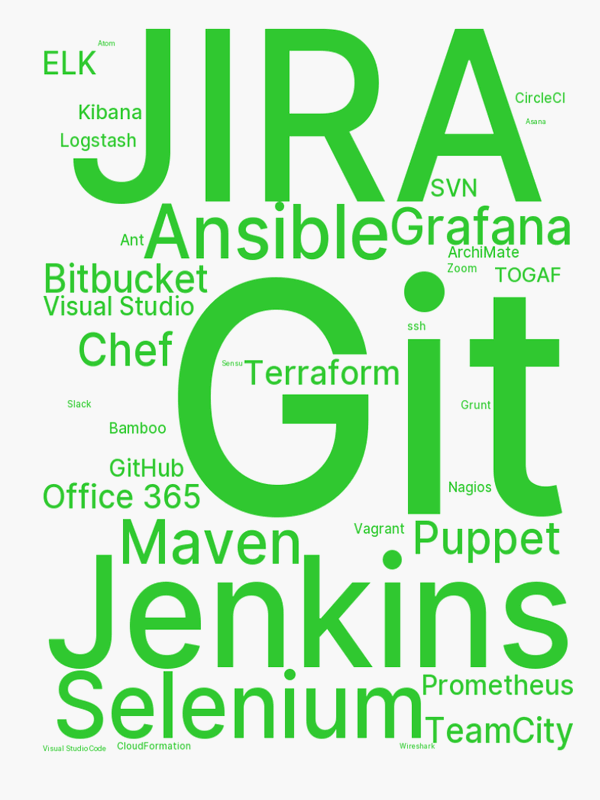 JIRA
Atom
ELK
CircleCI
Kibana
Asana
Logstash
SVN
Ansible
Grafana
Ant
ArchiMate
Zoom
TOGAF
Bitbucket
Visual Studio
Git
ssh
Chef
Sensu
Terraform
Slack
Grunt
Bamboo
GitHub
Nagios
Office 365
Maven
Vagrant
Puppet
Jenkins
Selenium
Prometheus
TeamCity
Visual Studio Code
CloudFormation
Wireshark